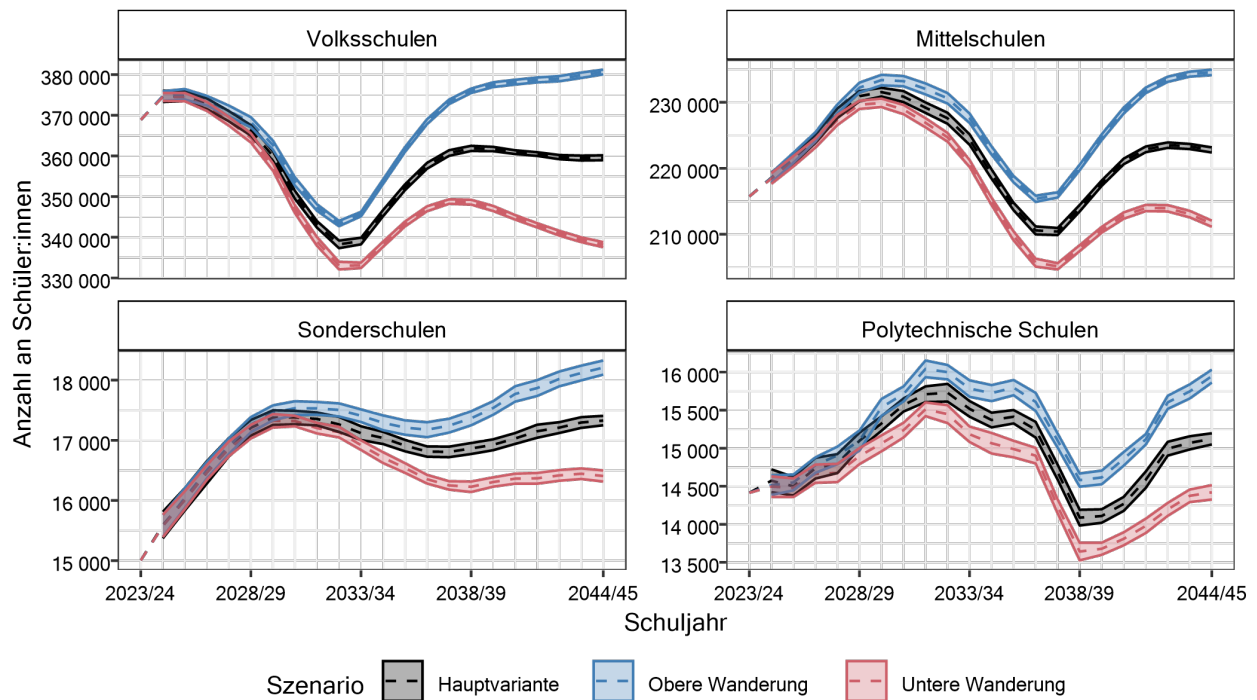 Volksschulen
Mittelschulen
380 000
370 000
360 000
350 000
340 000
330 000
230 000
220 000
210 000
Anzahl an Schüler:innen
Sonderschulen
Polytechnische Schulen
18 000
17 000
16 000
15 000
16 000
15 500
15 000
14 500
14 000
13 500
2023/24 2028/29 2033/34 2038/39 2044/45
2023/24 2028/29 2033/34 2038/39 2044/45
Schuljahr
Szenario Hauptvariante Obere Wanderung Untere Wanderung